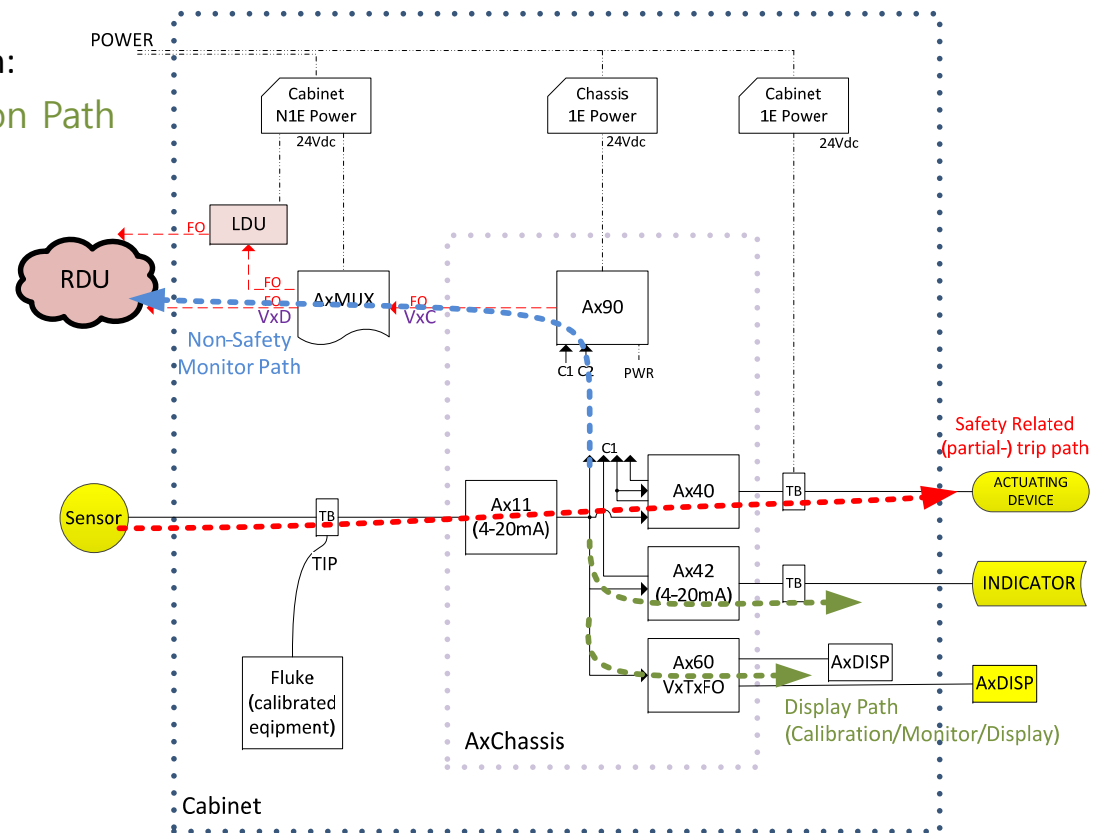 POWER
n:
on Path
Cabinet
N1E Power
24Vdc
Chassis
1E Power
24Vdc
Cabinet
1E Power
24Vdc
LDU
FO
RDU
FO
FO
AxMUX
FO
VxD
VxC
Ax90
Non-Safety
Monitor Path
C1
C2
PWR
Safety Related
(partial-) trip path
C1
Sensor
TB
TIP
Ax11
(4-20mA)
Ax40
TB
ACTUATING
DEVICE
Ax42
(4-20mA)
TB
INDICATOR
Fluke
(calibrated
eqipment)
Ax60
VxTxFO
AxDISP
AxDISP
Display Path
(Calibration/Monitor/Display)
AxChassis
Cabinet